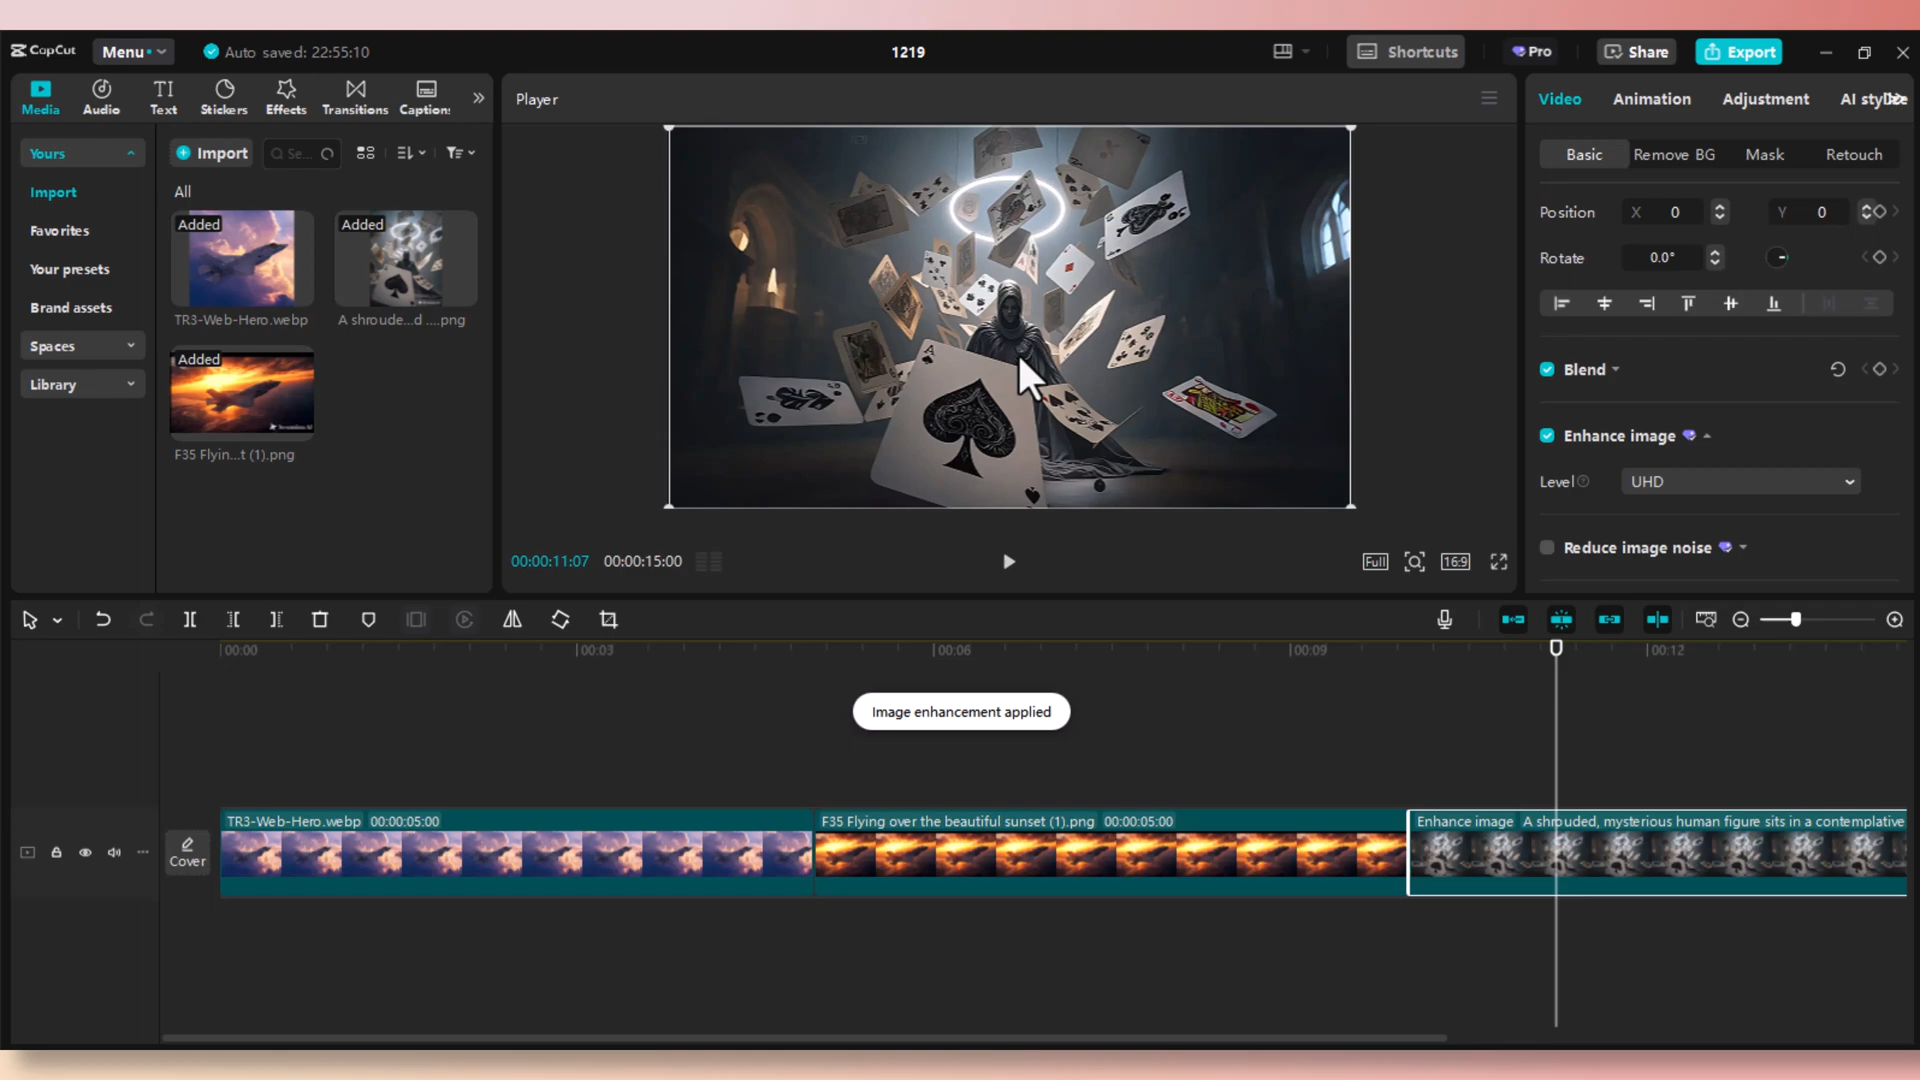 CapCut Menu Auto saved: 22:55:10 1219 Shortcuts Pro Share Export
Media Audio Text Stickers Effects Transitions Caption:
Yours
Import
Favorites
Your presets
Brand assets
Spaces
Library
Import Se...
All
Added Added
TR3-Web-Hero.webp A shroude...d ....png
Added
F35 Flyin...t (1).png
Player
A
00:00:11:07 00:00:15:00 Full 16:9
Video Animation Adjustment
Basic Remove BG Mask Retouch
Position X 0 Y 0
Rotate 0.0°
Blend
Enhance image
Level UHD
Reduce image noise
00:00 00:03 00:06 00:09 00:12
Image enhancement applied
Cover
TR3-Web-Hero.webp 00:00:05:00
F35 Flying over the beautiful sunset (1).png 00:00:05:00
Enhance image A shrouded, mysterious human figure sits in a contemplative